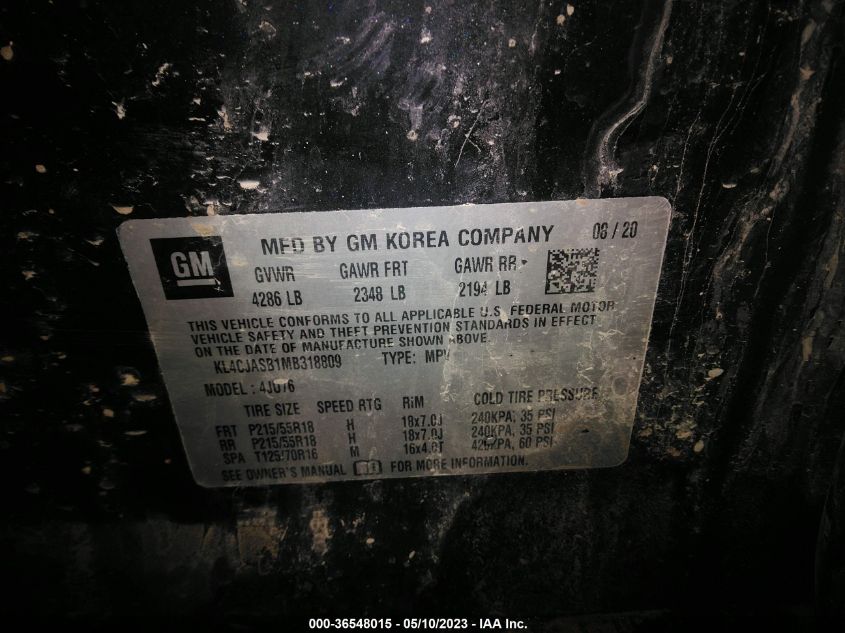 GM
MFD BY GM KOREA COMPANY 08 / 20
GVWR GAWR FRT GAWR RR
4286 LB 2348 LB 2194 LB
THIS VEHICLE CONFORMS TO ALL APPLICABLE U.S. FEDERAL MOTOR
VEHICLE SAFETY AND THEFT PREVENTION STANDARDS IN EFFECT
ON THE DATE OF MANUFACTURE SHOWN ABOVE.
KL4CJASB1MB318809 TYPE: MPV
MODEL: 4JU76
TIRE SIZE SPEED RTG RIM COLD TIRE PRESSURE
FRT P215/55R18 H 18x7.0J 240KPA, 35 PSI
RR P215/55R18 H 18x7.0J 240KPA, 35 PSI
SPA T125/70R16 M 16x4.0T 420KPA, 60 PSI
SEE OWNER'S MANUAL FOR MORE INFORMATION.
000-36548015 - 05/10/2023 - IAA Inc.